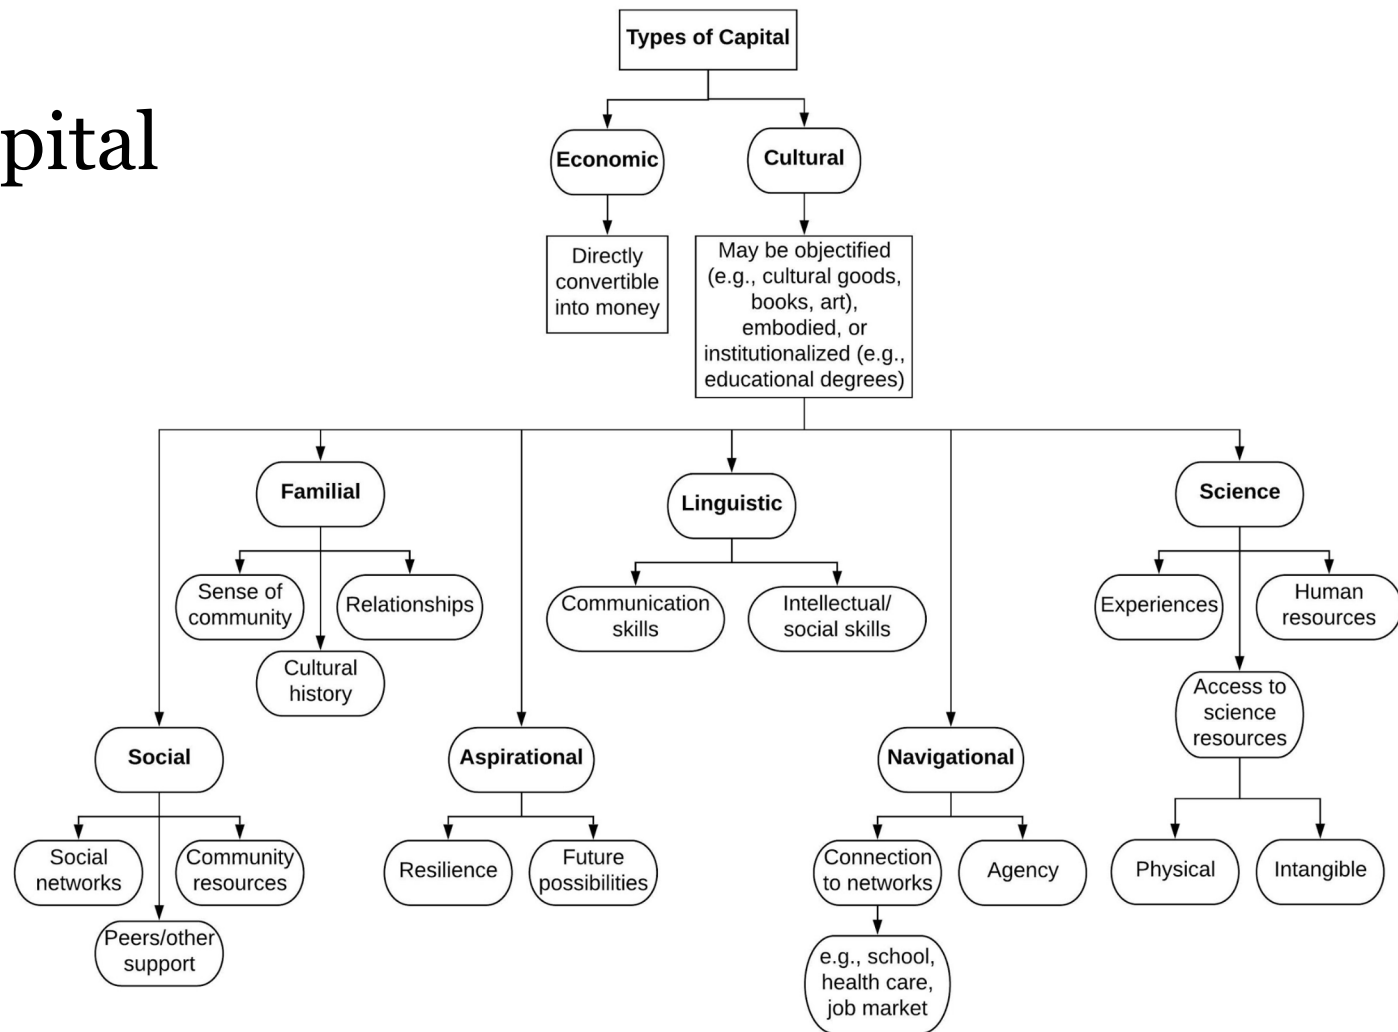 Types of Capital
pital
Economic
Cultural
Directly
convertible
into money
May be objectified
(e.g., cultural goods,
books, art),
embodied, or
institutionalized (e.g.,
educational degrees)
Familial
Linguistic
Science
Sense of
community
Relationships
Cultural
history
Communication
skills
Intellectual/
social skills
Experiences
Human
resources
Access to
science
resources
Social
Aspirational
Navigational
Social
networks
Community
resources
Peers/other
support
Resilience
Future
possibilities
Connection
to networks
Agency
e.g., school,
health care,
job market
Physical
Intangible